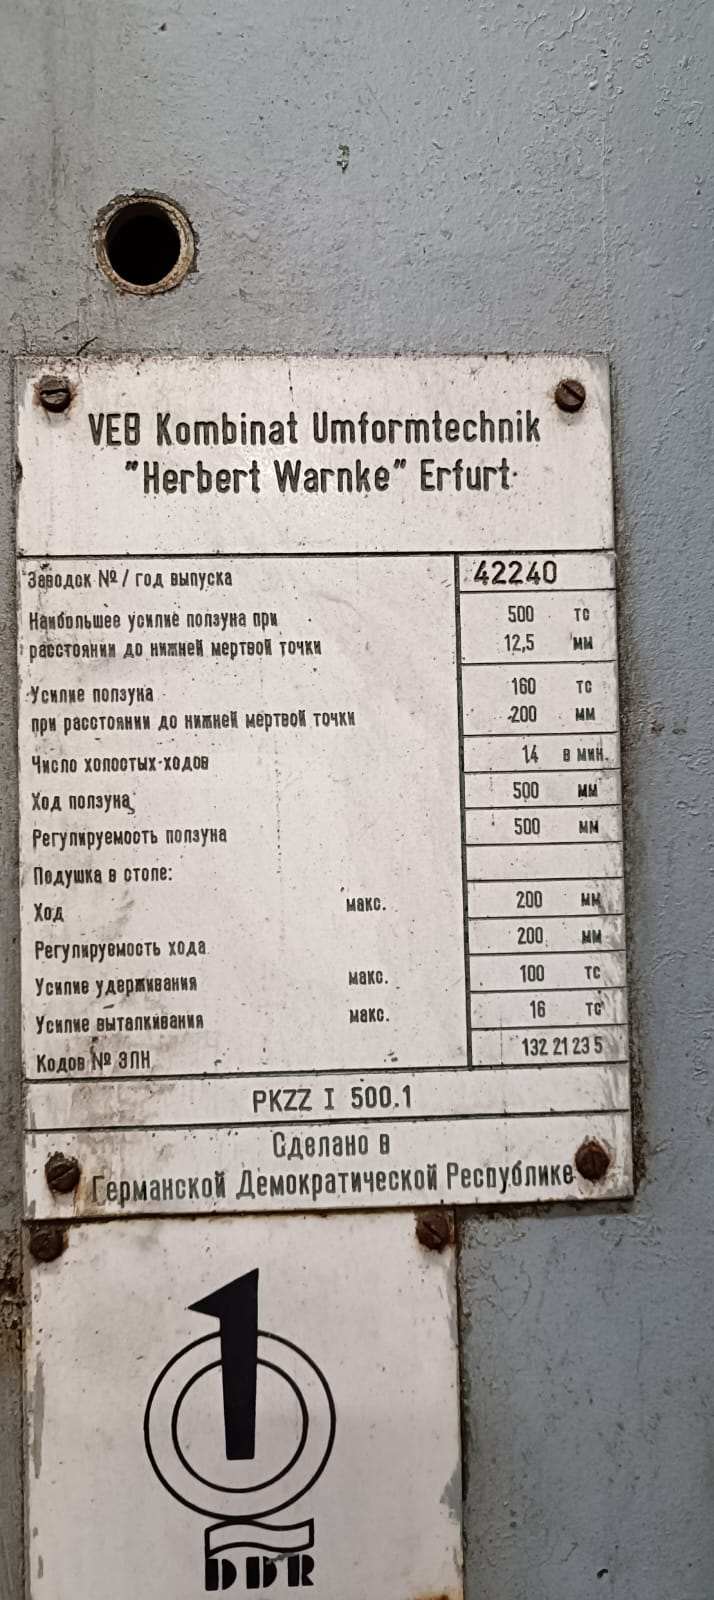 VEB Kombinat Umformtechnik
"Herbert Warnke" Erfurt
Заводск № / год выпуска 42240
Наибольшее усилие ползуна при 500 тс
расстоянии до нижней мертвой точки 12,5 мм
Усилие ползуна 160 тс
при расстоянии до нижней мертвой точки 200 мм
Число холостых ходов 14 в мин.
Ход ползуна 500 мм
Регулируемость ползуна 500 мм
Подушка в столе:
Ход макс. 200 мм
Регулируемость хода 200 мм
Усилие удерживания макс. 100 тс
Усилие выталкивания макс. 16 тс
Кодов № ЭЛН 132 21 23 5
PKZZ I 500.1
Сделано в
Германской Демократической Республике
1
DDR